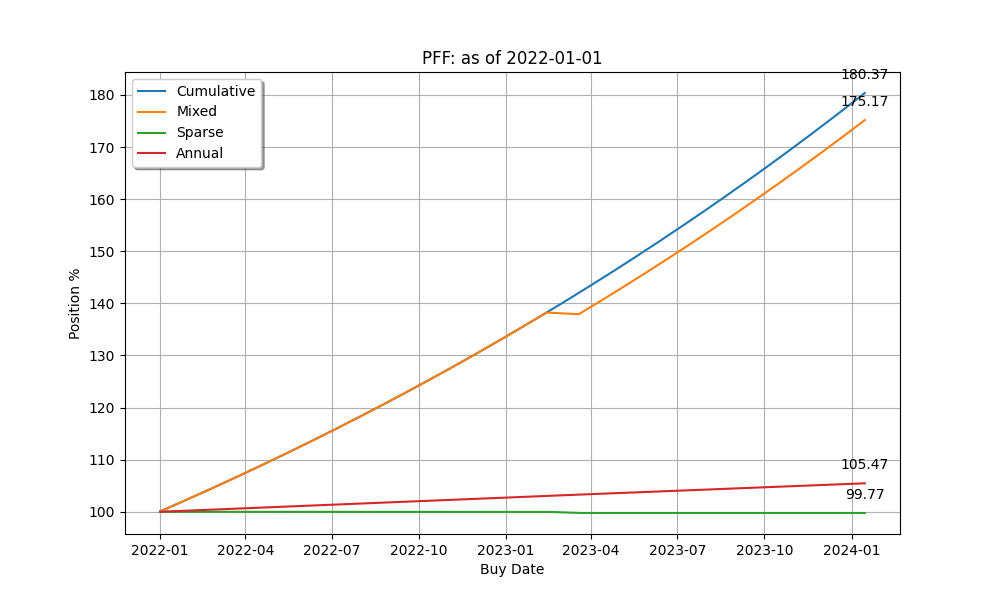 PFF: as of 2022-01-01
180.37
175.17
105.47
99.77
Cumulative
Mixed
Sparse
Annual
Position %
180
170
160
150
140
130
120
110
100
2022-01 2022-04 2022-07 2022-10 2023-01 2023-04 2023-07 2023-10 2024-01
Buy Date